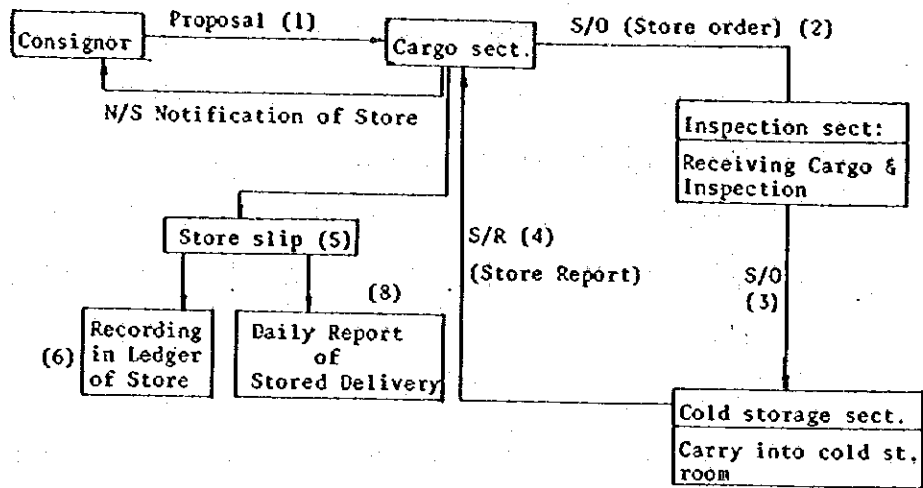 Proposal (1)
S/O (Store order) (2)
Consignor
Cargo sect.
N/S Notification of Store
Inspection sect:
Receiving Cargo &
Inspection
Store slip (5)
S/R (4)
(Store Report)
S/O
(3)
(8)
(6)
Recording
in Ledger
of Store
Daily Report
of
Stored Delivery
Cold storage sect.
Carry into cold st.
room